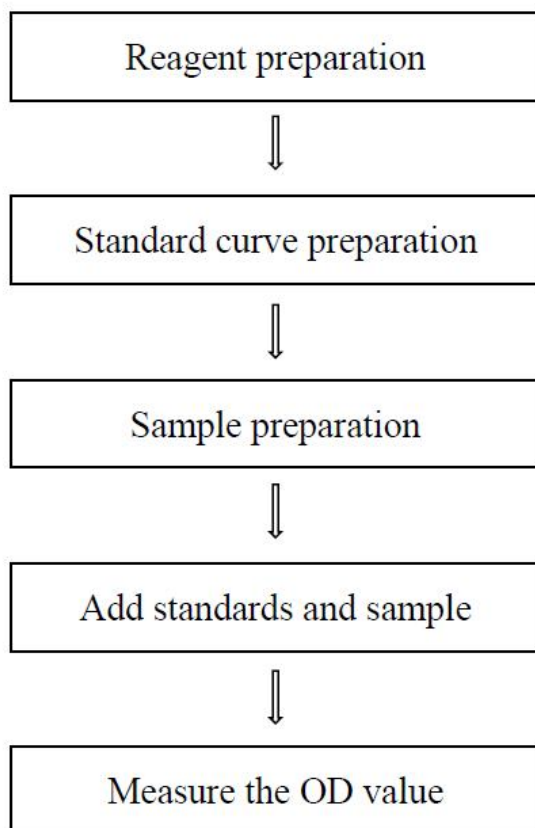 Reagent preparation
Standard curve preparation
Sample preparation
Add standards and sample
Measure the OD value